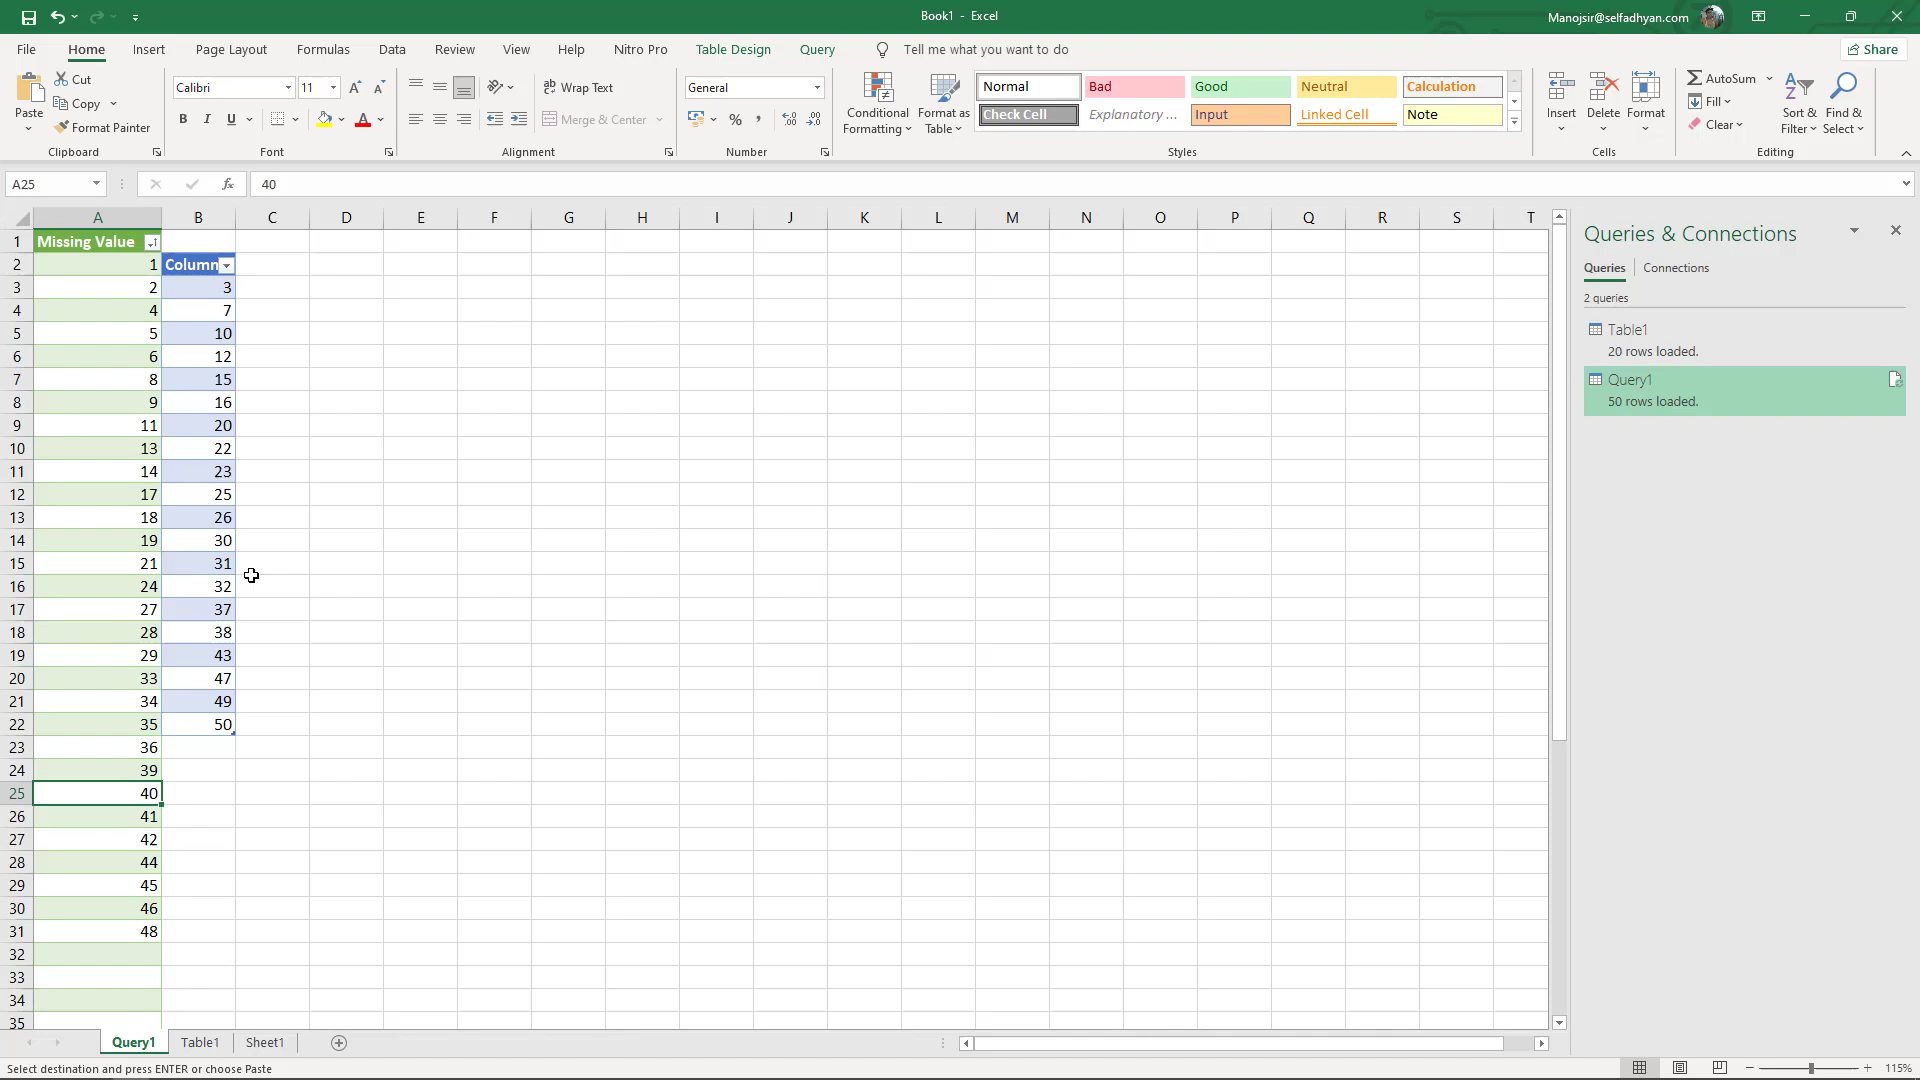 Book1 - Excel
Manojsir@selfadhyan.com
File Home Insert Page Layout Formulas Data Review View Help Nitro Pro Table Design Query Tell me what you want to do Share
Paste
Cut
Copy
Format Painter
Clipboard
Calibri 11
B I U A
Font
Wrap Text
Merge & Center
Alignment
General
Number
Conditional Formatting
Format as Table
Normal Bad Good Neutral Calculation
Check Cell Explanatory ... Input Linked Cell Note
Styles
Insert Delete Format
Cells
AutoSum
Fill
Clear
Sort & Filter
Find & Select
Editing
A25 fx 40
A B C D E F G H I J K L M N O P Q R S T
1 Missing Value
2 1 Column
3 2 3
4 4 7
5 5 10
6 6 12
7 8 15
8 9 16
9 11 20
10 13 22
11 14 23
12 17 25
13 18 26
14 19 30
15 21 31
16 24 32
17 27 37
18 28 38
19 29 43
20 33 47
21 34 49
22 35 50
23 36
24 39
25 40
26 41
27 42
28 44
29 45
30 46
31 48
32
33
34
35
Queries & Connections
Queries Connections
2 queries
Table1
20 rows loaded.
Query1
50 rows loaded.
Query1 Table1 Sheet1
Select destination and press ENTER or choose Paste
115%